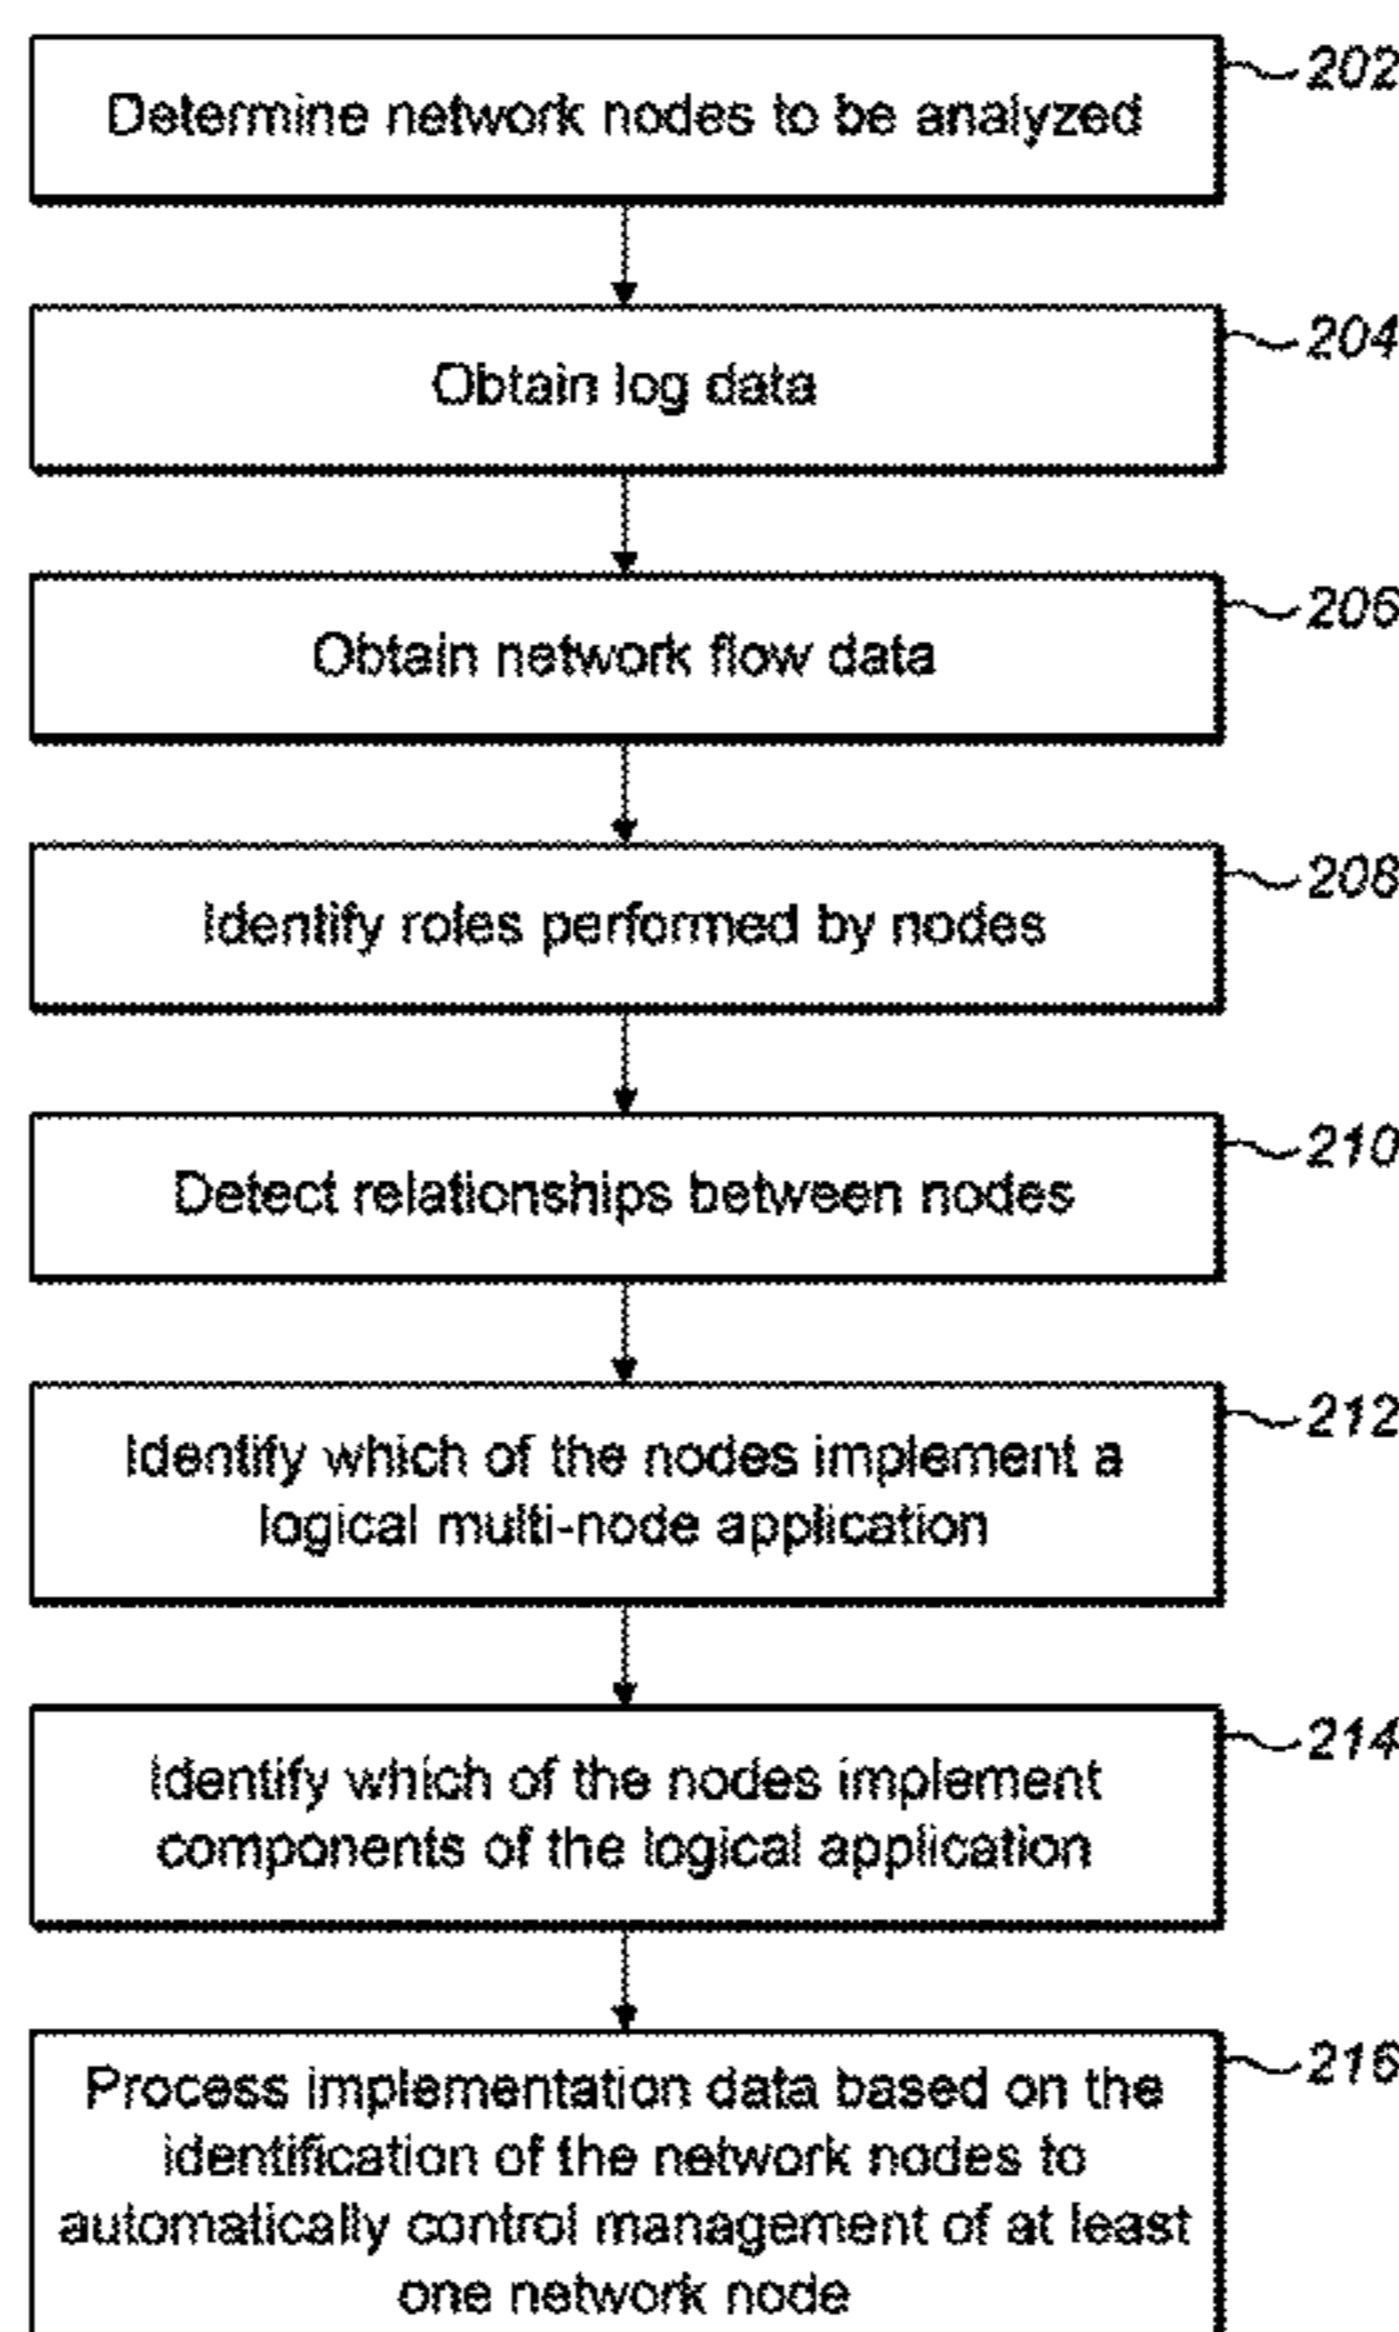 Determine network nodes to be analyzed
202
Obtain log data
204
Obtain network flow data
206
Identify roles performed by nodes
208
Detect relationships between nodes
210
Identify which of the nodes implement a
logical multi-node application
212
Identify which of the nodes implement
components of the logical application
214
Process implementation data based on the
identification of the network nodes to
automatically control management of at least
one network node
216